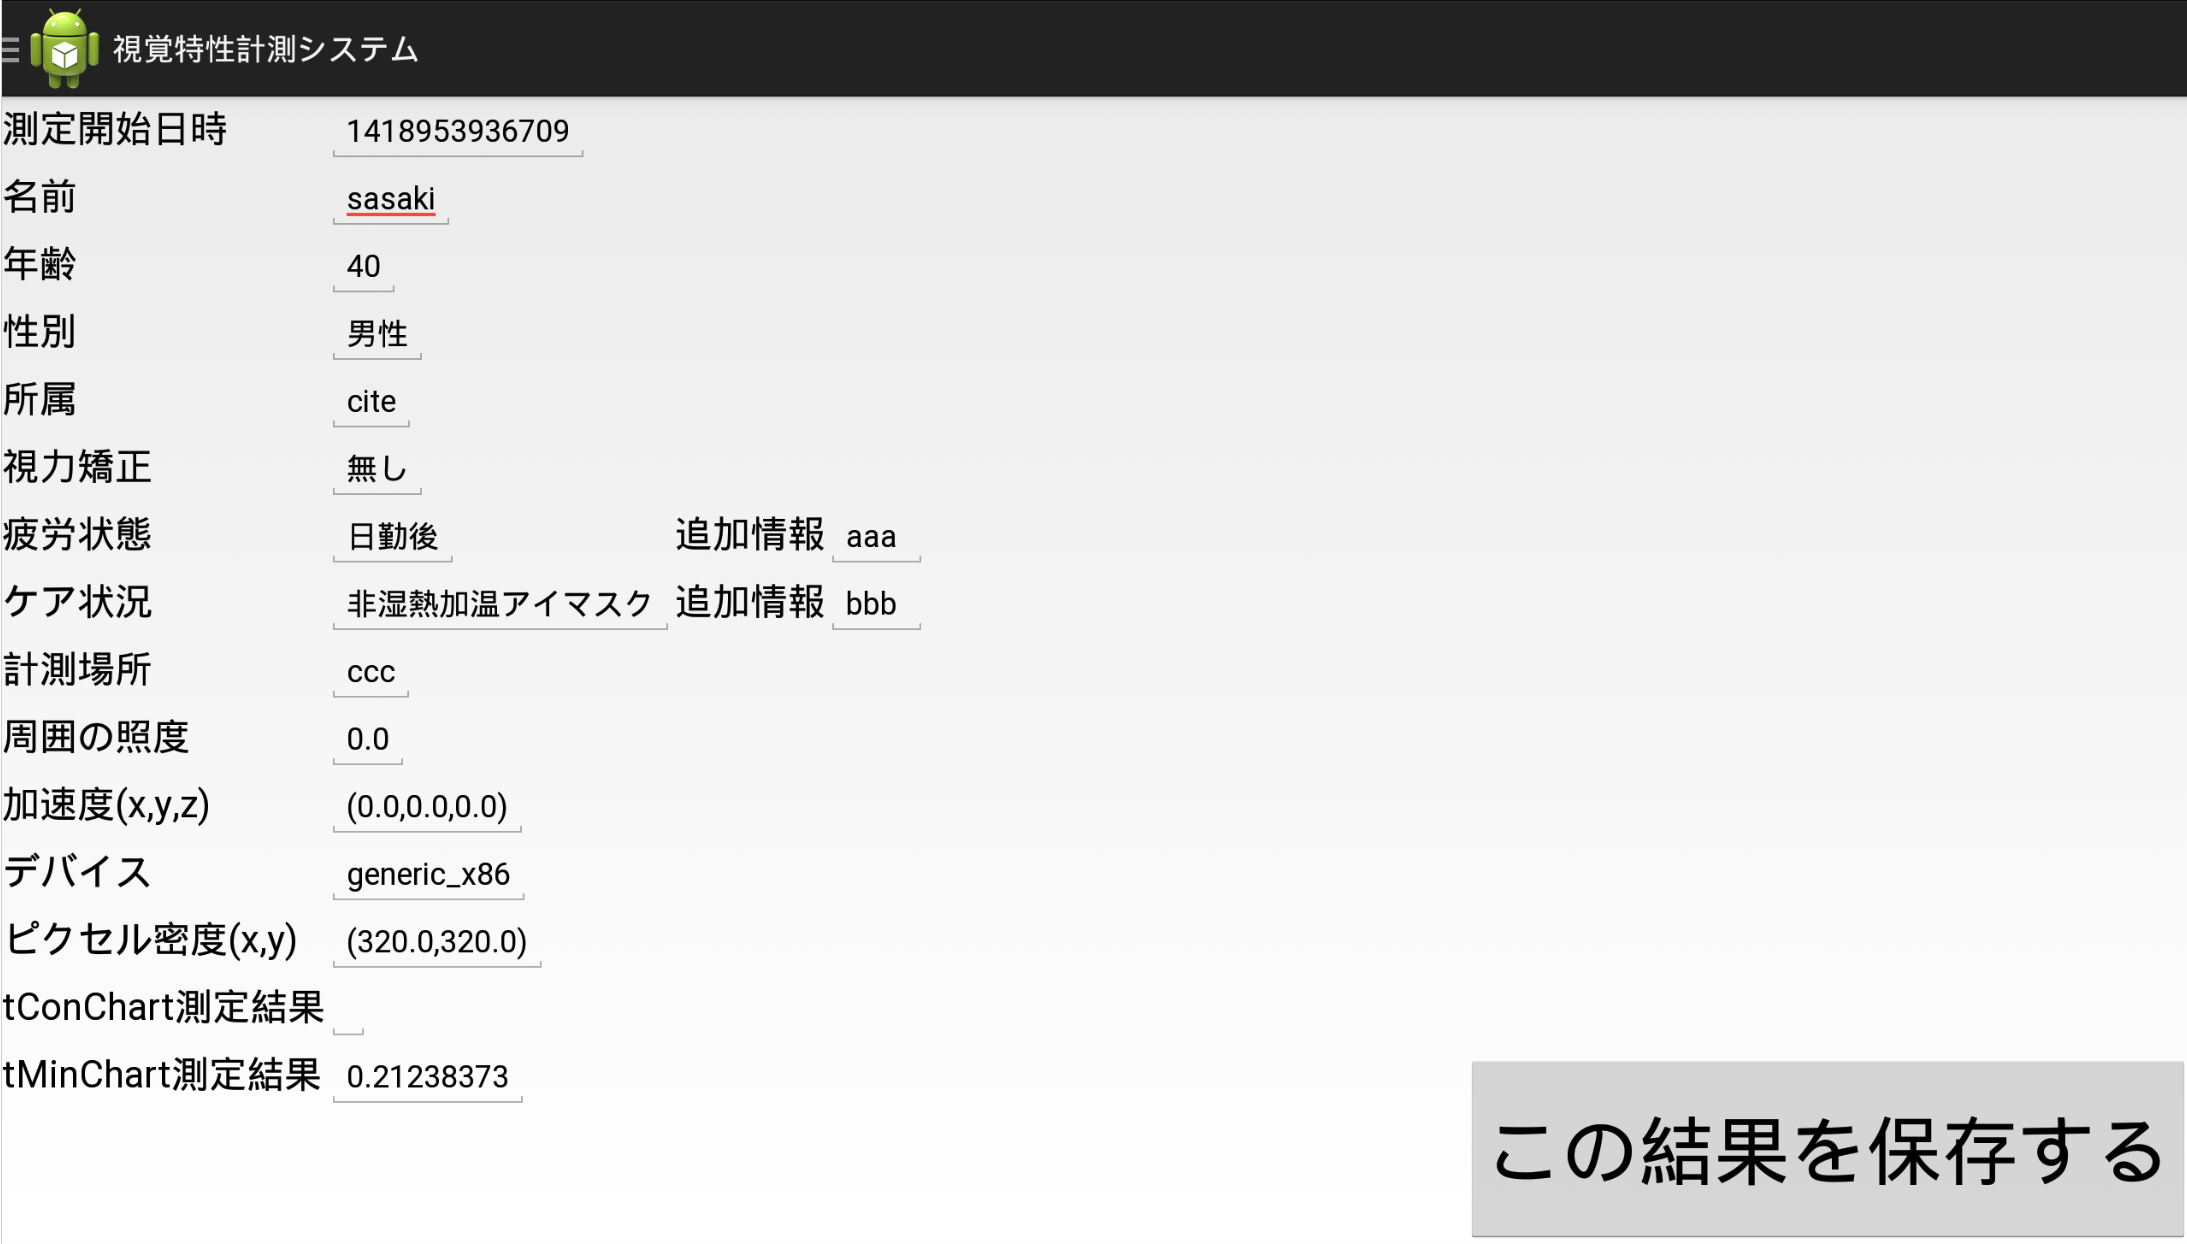 視覚特性計測システム
測定開始日時 1418953936709
名前 sasaki
年齢 40
性別 男性
所属 cite
視力矯正 無し
疲労状態 日勤後 追加情報 aaa
ケア状況 非湿熱加温アイマスク 追加情報 bbb
計測場所 ccc
周囲の照度 0.0
加速度(x,y,z) (0.0,0.0,0.0)
デバイス generic_x86
ピクセル密度(x,y) (320.0,320.0)
tConChart測定結果
tMinChart測定結果 0.21238373
この結果を保存する